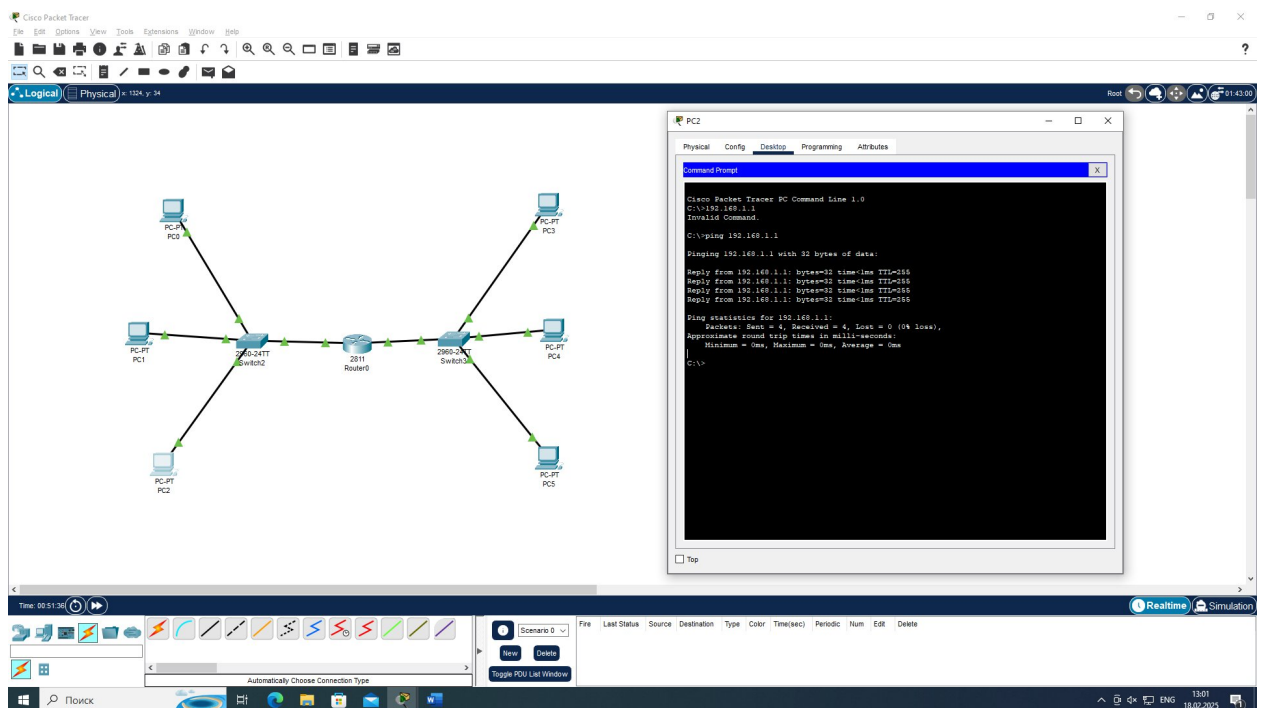 Cisco Packet Tracer
File Edit Options View Tools Extensions Window Help
?
Logical Physical x: 1324, y: 34 Root 01:43:00
PC2
Physical Config Desktop Programming Attributes
Command Prompt X
Cisco Packet Tracer PC Command Line 1.0
C:\>192.168.1.1
Invalid Command.
C:\>ping 192.168.1.1
Pinging 192.168.1.1 with 32 bytes of data:
Reply from 192.168.1.1: bytes=32 time<1ms TTL=255
Reply from 192.168.1.1: bytes=32 time<1ms TTL=255
Reply from 192.168.1.1: bytes=32 time<1ms TTL=255
Reply from 192.168.1.1: bytes=32 time<1ms TTL=255
Ping statistics for 192.168.1.1:
Packets: Sent = 4, Received = 4, Lost = 0 (0% loss),
Approximate round trip times in milli-seconds:
Minimum = 0ms, Maximum = 0ms, Average = 0ms
C:\>
Top
PC-PT
PC0
PC-PT
PC3
PC-PT
PC1
2960-24TT
Switch2
2811
Router0
2960-24TT
Switch3
PC-PT
PC4
PC-PT
PC2
PC-PT
PC5
Time: 00:51:36 Realtime Simulation
Scenario 0
New Delete
Toggle PDU List Window
Fire Last Status Source Destination Type Color Time(sec) Periodic Num Edit Delete
Automatically Choose Connection Type
Поиск
ENG
13:01
18.02.2025